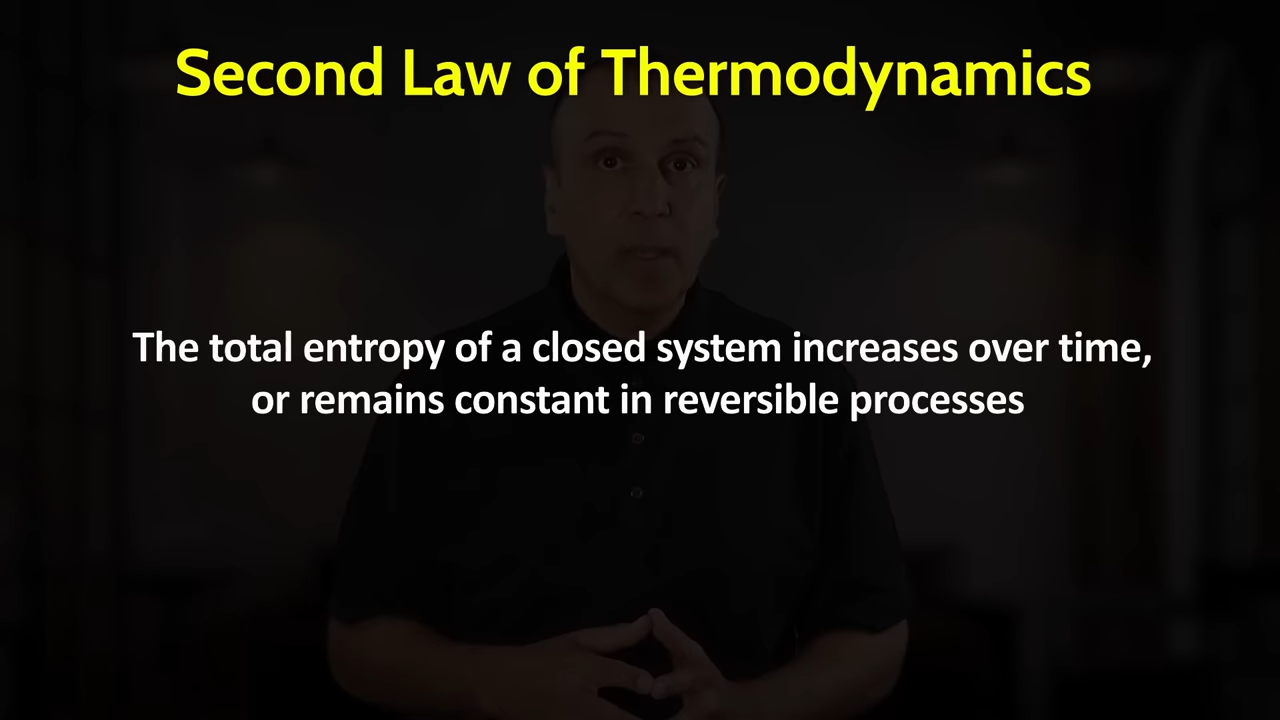 Second Law of Thermodynamics
The total entropy of a closed system increases over time,
or remains constant in reversible processes